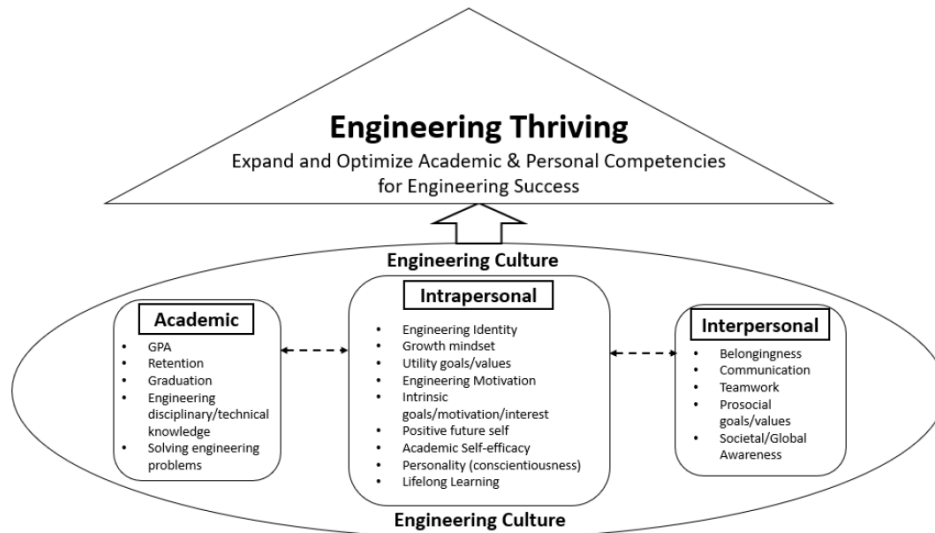 Engineering Thriving
Expand and Optimize Academic & Personal Competencies
for Engineering Success
Engineering Culture
Academic
• GPA
• Retention
• Graduation
• Engineering
disciplinary/technical
knowledge
• Solving engineering
problems
Intrapersonal
• Engineering Identity
• Growth mindset
• Utility goals/values
• Engineering Motivation
• Intrinsic
goals/motivation/interest
• Positive future self
• Academic Self-efficacy
• Personality (conscientiousness)
• Lifelong Learning
Interpersonal
• Belongingness
• Communication
• Teamwork
• Prosocial
goals/values
• Societal/Global
Awareness
Engineering Culture